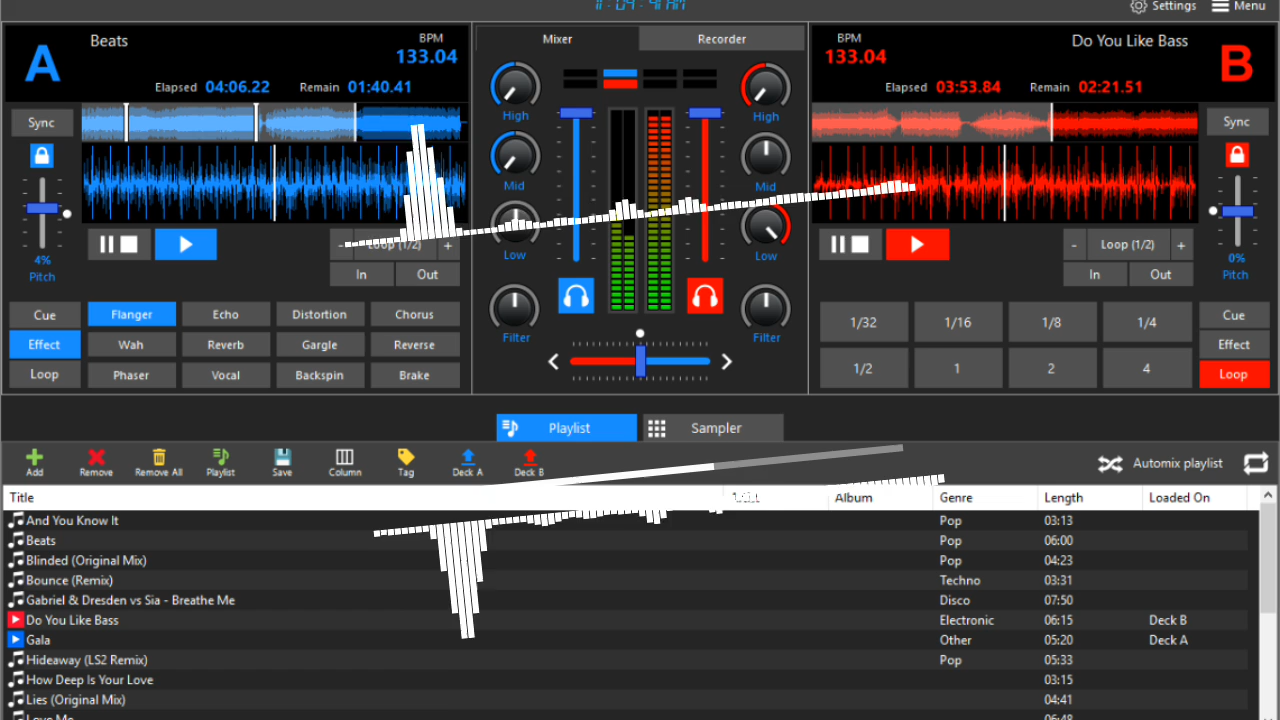 Settings Menu
A Beats BPM 133.04
Elapsed 04:06.22 Remain 01:40.41
Mixer Recorder
BPM 133.04 Do You Like Bass B
Elapsed 03:53.84 Remain 02:21.51
Sync
High High
Sync
Mid Mid
Low Low
- Loop (1/2) +
In Out
4%
Pitch
- Loop (1/2) +
In Out
0%
Pitch
Filter Filter
Cue Flanger Echo Distortion Chorus
Effect Wah Reverb Gargle Reverse
Loop Phaser Vocal Backspin Brake
1/32 1/16 1/8 1/4 Cue
Effect
1/2 1 2 4 Loop
Playlist Sampler
Add Remove Remove All Playlist Save Column Tag Deck A Deck B Automix playlist
Title Album Genre Length Loaded On
And You Know It Pop 03:13
Beats Pop 06:00
Blinded (Original Mix) Pop 04:23
Bounce (Remix) Techno 03:31
Gabriel & Dresden vs Sia - Breathe Me Disco 07:50
Do You Like Bass Electronic 06:15 Deck B
Gala Other 05:20 Deck A
Hideaway (LS2 Remix) Pop 05:33
How Deep Is Your Love 03:15
Lies (Original Mix) 04:41
Love Me 06:48